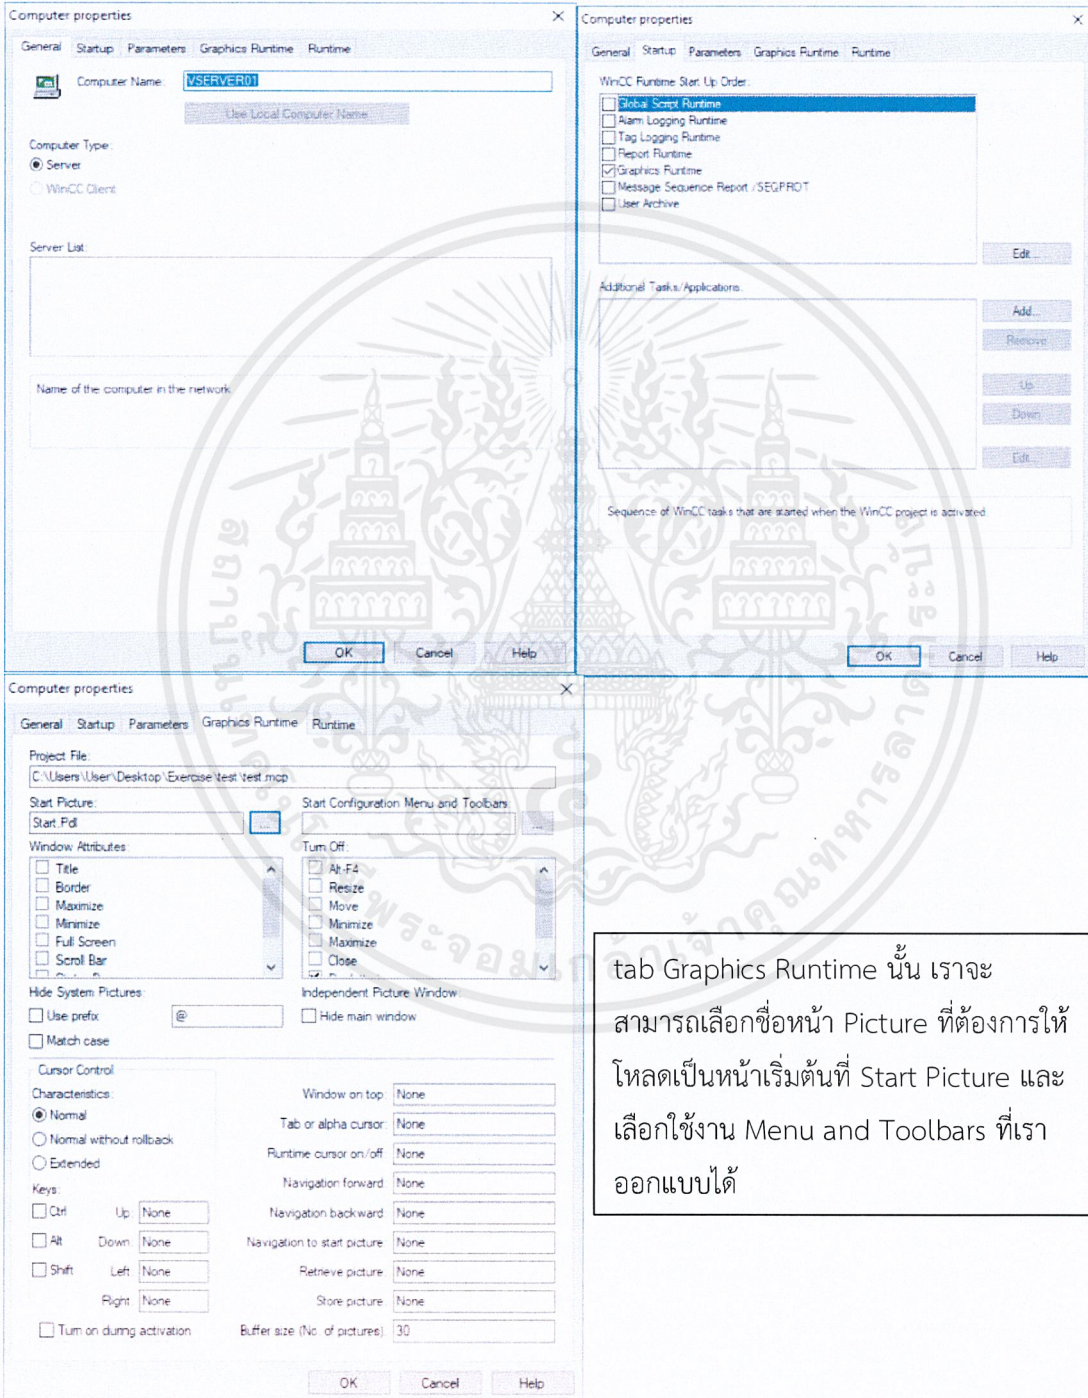 Computer properties
General Startup Parameters Graphics Runtime Runtime
Computer Name: VSERVER01
Use Local Computer Name
Computer Type:
Server
WinCC Client
Server List:
Name of the computer in the network
OK Cancel Help
Computer properties
General Startup Parameters Graphics Runtime Runtime
WinCC Runtime Start Up Order:
Global Script Runtime
Alarm Logging Runtime
Tag Logging Runtime
Report Runtime
Graphics Runtime
Message Sequence Report /SEQPROT
User Archive
Edit...
Additional Tasks/Applications:
Add...
Remove
Up
Down
Edit...
Sequence of WinCC tasks that are started when the WinCC project is activated.
OK Cancel Help
Computer properties
General Startup Parameters Graphics Runtime Runtime
Project File:
C:\Users\User\Desktop\Exercise\test\test.mcp
Start Picture: Start Configuration Menu and Toolbars:
Start.Pdl ... ...
Window Attributes: Turn Off:
Title Alt-F4
Border Resize
Maximize Move
Minimize Minimize
Full Screen Maximize
Scroll Bar Close
Hide System Pictures: Independent Picture Window:
Use prefix @ Hide main window
Match case
Cursor Control
Characteristics: Window on top: None
Normal Tab or alpha cursor: None
Normal without rollback Runtime cursor on/off: None
Extended Navigation forward: None
Keys:
Ctrl Up: None Navigation backward: None
Alt Down: None Navigation to start picture: None
Shift Left: None Retrieve picture: None
Right: None Store picture: None
Turn on during activation Buffer size (No. of pictures): 30
OK Cancel Help
tab Graphics Runtime นั้น เราจะ
สามารถเลือกชื่อหน้า Picture ที่ต้องการให้
โหลดเป็นหน้าเริ่มต้นที่ Start Picture และ
เลือกใช้งาน Menu and Toolbars ที่เรา
ออกแบบได้